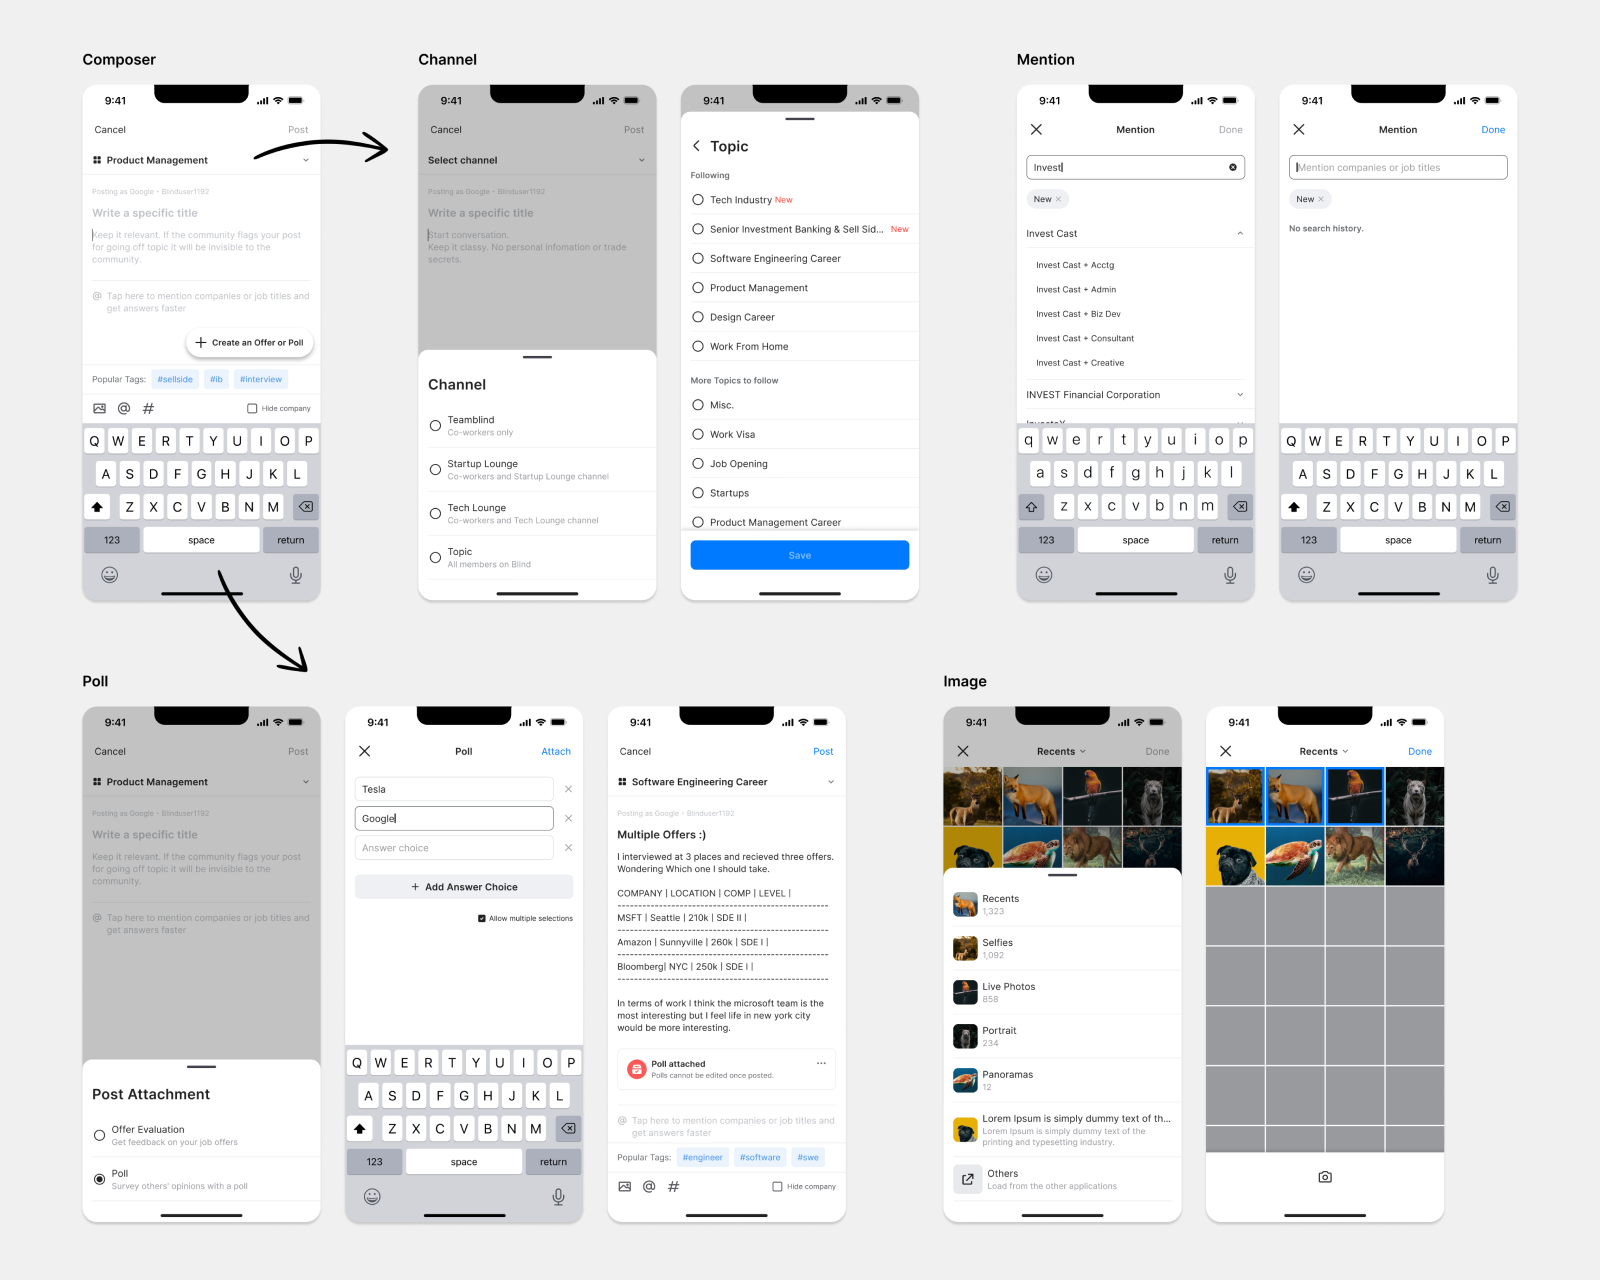 Composer
9:41
Cancel
Post
Product Management
Posting as Google • Blinduser1192
Write a specific title
Keep it relevant. If the community flags your post
for going off topic it will be invisible to the
community.
@ Tap here to mention companies or job titles and
get answers faster
+ Create an Offer or Poll
Popular Tags: #sellside #ib #interview
@ #
Hide company
Q W E R T Y U I O P
A S D F G H J K L
Z X C V B N M
123 space return
Channel
9:41
Cancel
Post
Select channel
Posting as Google • Blinduser1192
Write a specific title
Start conversation.
Keep it classy. No personal infomation or trade
secrets.
Channel
Teamblind
Co-workers only
Startup Lounge
Co-workers and Startup Lounge channel
Tech Lounge
Co-workers and Tech Lounge channel
Topic
All members on Blind
9:41
Topic
Following
Tech Industry New
Senior Investment Banking & Sell Sid... New
Software Engineering Career
Product Management
Design Career
Work From Home
More Topics to follow
Misc.
Work Visa
Job Opening
Startups
Product Management Career
Save
Mention
9:41
Mention
Done
Invest
New ×
Invest Cast
Invest Cast + Acctg
Invest Cast + Admin
Invest Cast + Biz Dev
Invest Cast + Consultant
Invest Cast + Creative
INVEST Financial Corporation
q w e r t y u i o p
a s d f g h j k l
z x c v b n m
123 space return
9:41
Mention
Done
Mention companies or job titles
New ×
No search history.
Q W E R T Y U I O P
A S D F G H J K L
Z X C V B N M
123 space return
Poll
9:41
Cancel
Post
Product Management
Posting as Google • Blinduser1192
Write a specific title
Keep it relevant. If the community flags your post
for going off topic it will be invisible to the
community.
@ Tap here to mention companies or job titles and
get answers faster
Post Attachment
Offer Evaluation
Get feedback on your job offers
Poll
Survey others' opinions with a poll
9:41
Poll
Attach
Tesla
Google
Answer choice
+ Add Answer Choice
Allow multiple selections
Q W E R T Y U I O P
A S D F G H J K L
Z X C V B N M
123 space return
9:41
Cancel
Post
Software Engineering Career
Posting as Google • Blinduser1192
Multiple Offers :)
I interviewed at 3 places and recieved three offers.
Wondering Which one I should take.
COMPANY | LOCATION | COMP | LEVEL |
MSFT | Seattle | 210k | SDE II |
Amazon | Sunnyville | 260k | SDE I |
Bloomberg| NYC | 250k | SDE I |
In terms of work I think the microsoft team is the
most interesting but I feel life in new york city
would be more interesting.
Poll attached
Polls cannot be edited once posted.
@ Tap here to mention companies or job titles and
get answers faster
Popular Tags: #engineer #software #swe
@ #
Hide company
Image
9:41
Recents
Done
Recents
1,323
Selfies
1,092
Live Photos
858
Portrait
234
Panoramas
12
Lorem Ipsum is simply dummy text of th...
Lorem Ipsum is simply dummy text of the
printing and typesetting industry.
Others
Load from the other applications
9:41
Recents
Done